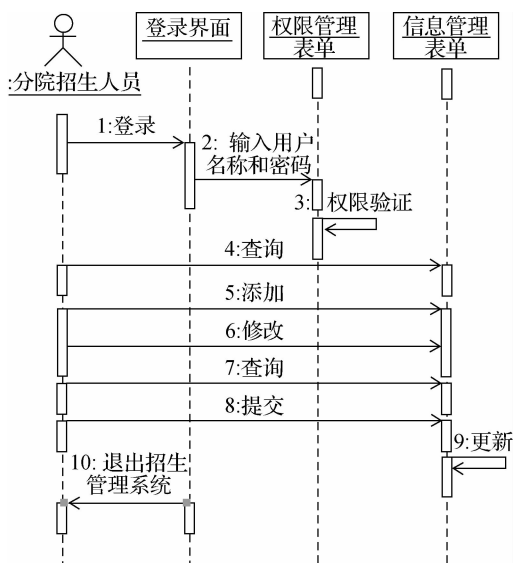 登录界面
权限管理
表单
信息管理
表单
:分院招生人员
1:登录
2: 输入用户
名称和密码
3: 权限验证
4:查询
5:添加
6:修改
7:查询
8:提交
9:更新
10: 退出招生
管理系统